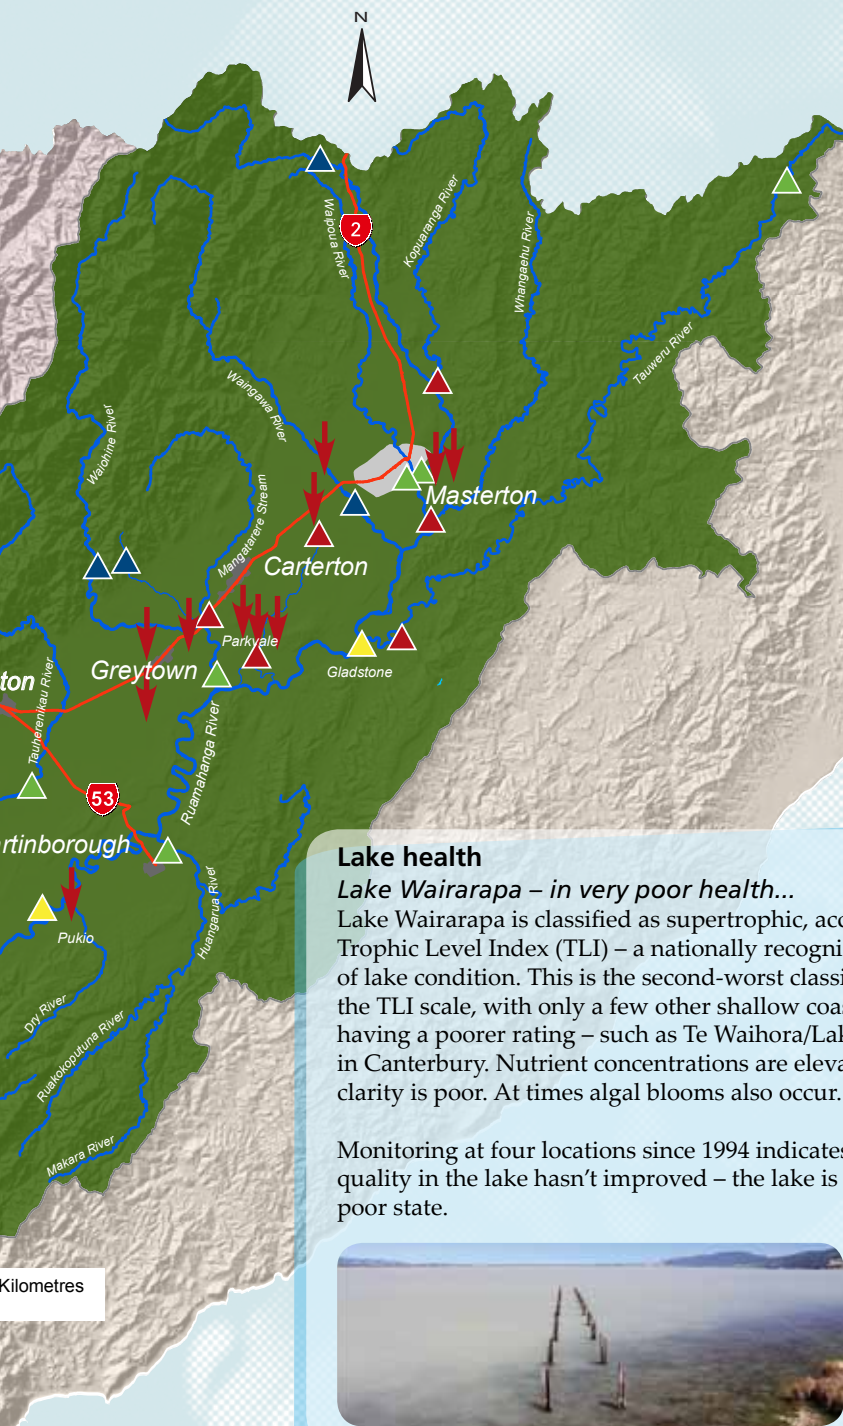 N
2
Waipoua River
Kopuaranga River
Whangaehu River
Tauweru River
Waingawa River
Waiohine River
Mangatarere Stream
Masterton
Carterton
Parkvale
Greytown
Gladstone
ton
Tauherenikau River
Ruamahanga River
53
rtinborough
Huangarua River
Pukio
Dry River
Ruakokoputuna River
Makara River
Kilometres
Lake health
Lake Wairarapa – in very poor health...
Lake Wairarapa is classified as supertrophic, acc
Trophic Level Index (TLI) – a nationally recogni
of lake condition. This is the second-worst classi
the TLI scale, with only a few other shallow coas
having a poorer rating – such as Te Waihora/Lak
in Canterbury. Nutrient concentrations are eleva
clarity is poor. At times algal blooms also occur.
Monitoring at four locations since 1994 indicates
quality in the lake hasn't improved – the lake is
poor state.